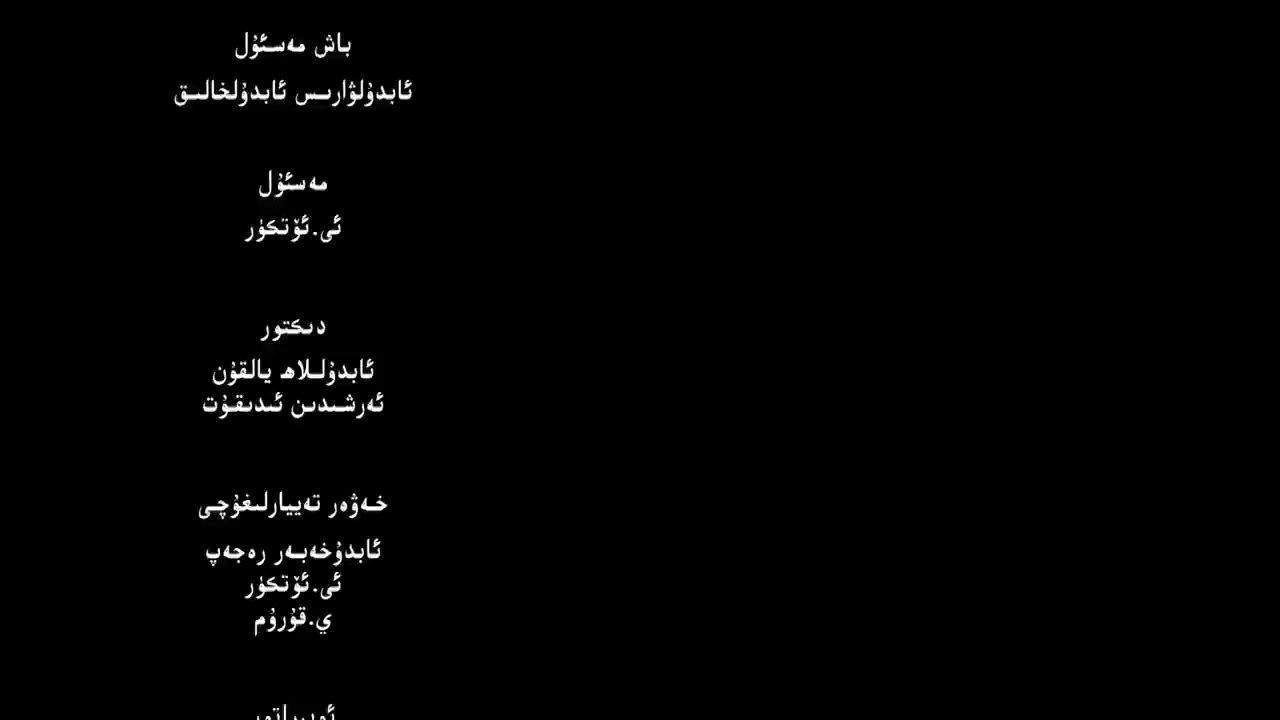 باش مەسئۇل
ئابدۇلۋارىس ئابدۇلخالىق
مەسئۇل
ئى.ئۆتكۈر
دىكتور
ئابدۇللاھ يالقۇن
ئەرشىدىن ئىدىقۇت
خەۋەر تەييارلىغۇچى
ئابدۇخەبەر رەجەپ
ئى.ئۆتكۈر
ي.قۇرۇم